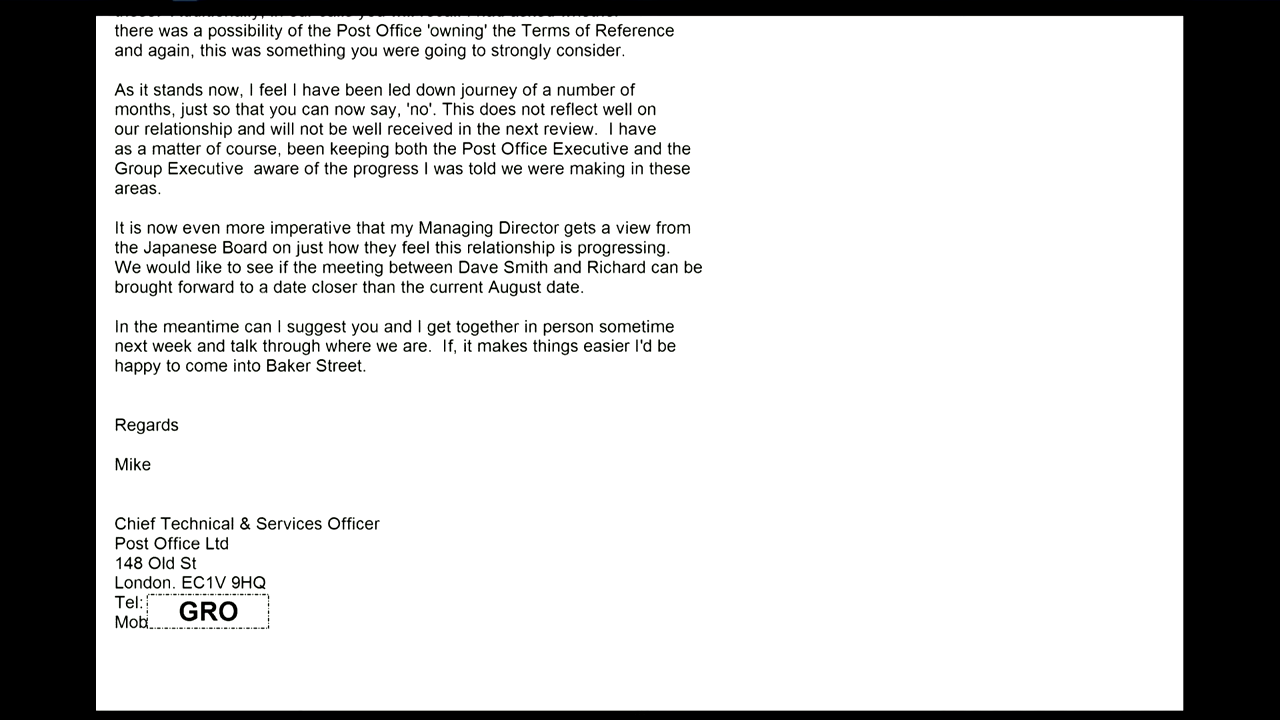 there was a possibility of the Post Office 'owning' the Terms of Reference
and again, this was something you were going to strongly consider.
As it stands now, I feel I have been led down journey of a number of
months, just so that you can now say, 'no'. This does not reflect well on
our relationship and will not be well received in the next review.  I have
as a matter of course, been keeping both the Post Office Executive and the
Group Executive  aware of the progress I was told we were making in these
areas.
It is now even more imperative that my Managing Director gets a view from
the Japanese Board on just how they feel this relationship is progressing.
We would like to see if the meeting between Dave Smith and Richard can be
brought forward to a date closer than the current August date.
In the meantime can I suggest you and I get together in person sometime
next week and talk through where we are.  If, it makes things easier I'd be
happy to come into Baker Street.
Regards
Mike
Chief Technical & Services Officer
Post Office Ltd
148 Old St
London. EC1V 9HQ
Tel:
GRO
Mob